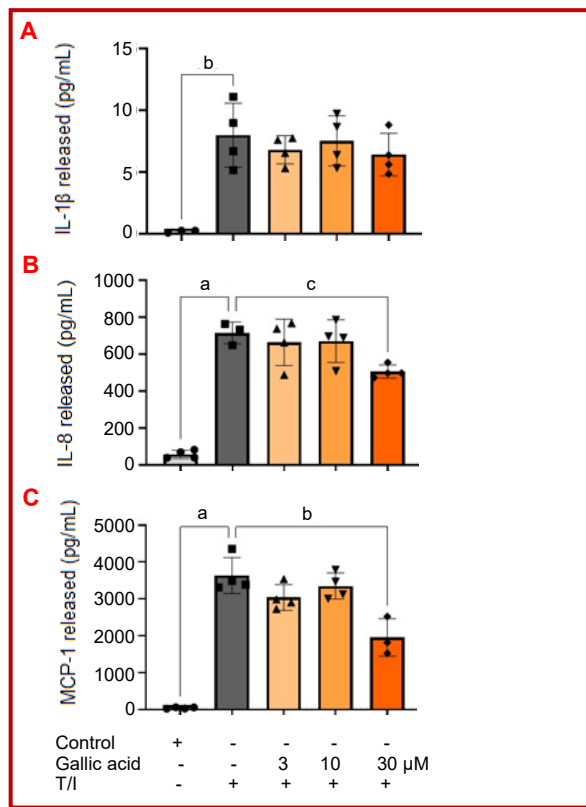 A
IL-1β released (pg/mL)
15
10
5
0
b
B
IL-8 released (pg/mL)
1000
800
600
400
200
0
a
c
C
MCP-1 released (pg/mL)
5000
4000
3000
2000
1000
0
a
b
Control + - - - -
Gallic acid - - 3 10 30 μM
T/I - + + + +